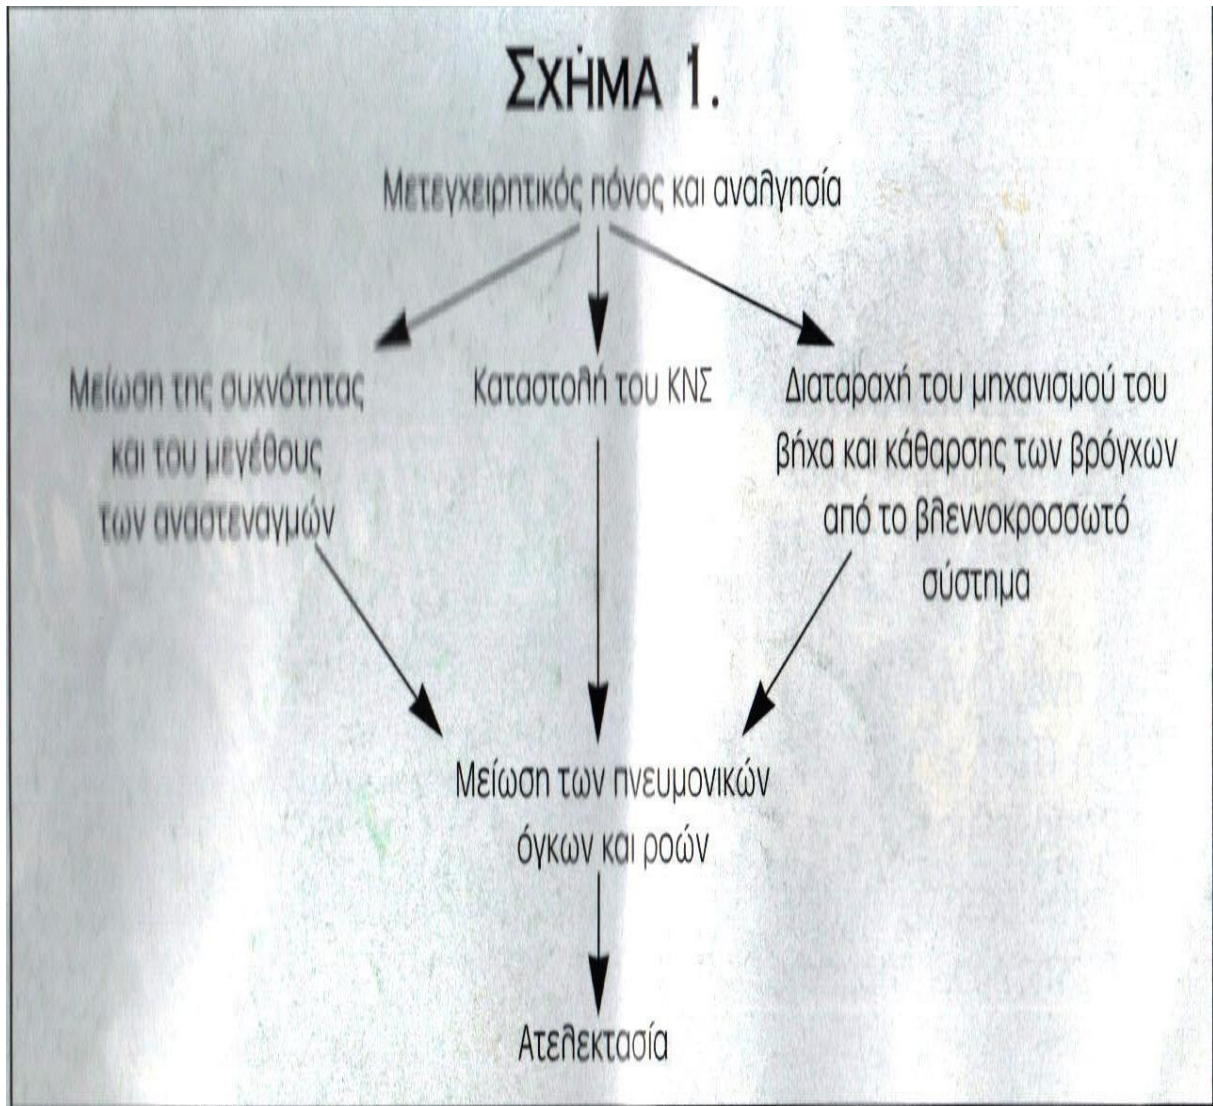 ΣΧΗΜΑ 1.
Μετεγχειρητικός πόνος και αναλγησία
Μείωση της συχνότητας
και του μεγέθους
των αναστεναγμών
Καταστολή του ΚΝΣ
Διαταραχή του μηχανισμού του
βήχα και κάθαρσης των βρόγχων
από το βλεννοκροσσωτό
σύστημα
Μείωση των πνευμονικών
όγκων και ροών
Ατελεκτασία